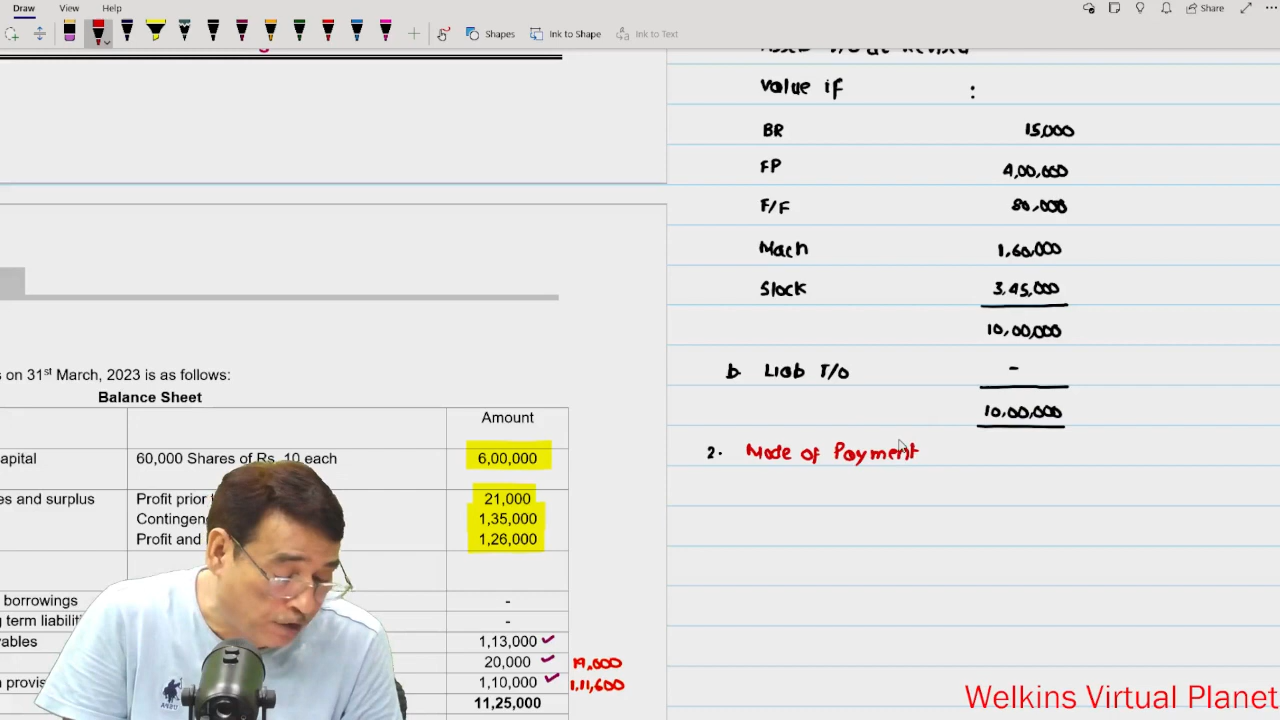 Draw View Help
Share
Shapes Ink to Shape Ink to Text
Value if :
BR 15,000
FP 4,00,000
F/F 80,000
Mach 1,60,000
Stock 3,45,000
10,00,000
b Liab T/O -
10,00,000
2. Mode of Payment
s on 31st March, 2023 is as follows:
Balance Sheet
Amount
apital 60,000 Shares of Rs. 10 each 6,00,000
es and surplus Profit prior 21,000
Contingen 1,35,000
Profit and 1,26,000
borrowings -
g term liabiliti -
yables 1,13,000
20,000 19,000
n provis 1,10,000 1,11,600
11,25,000
Welkins Virtual Planet